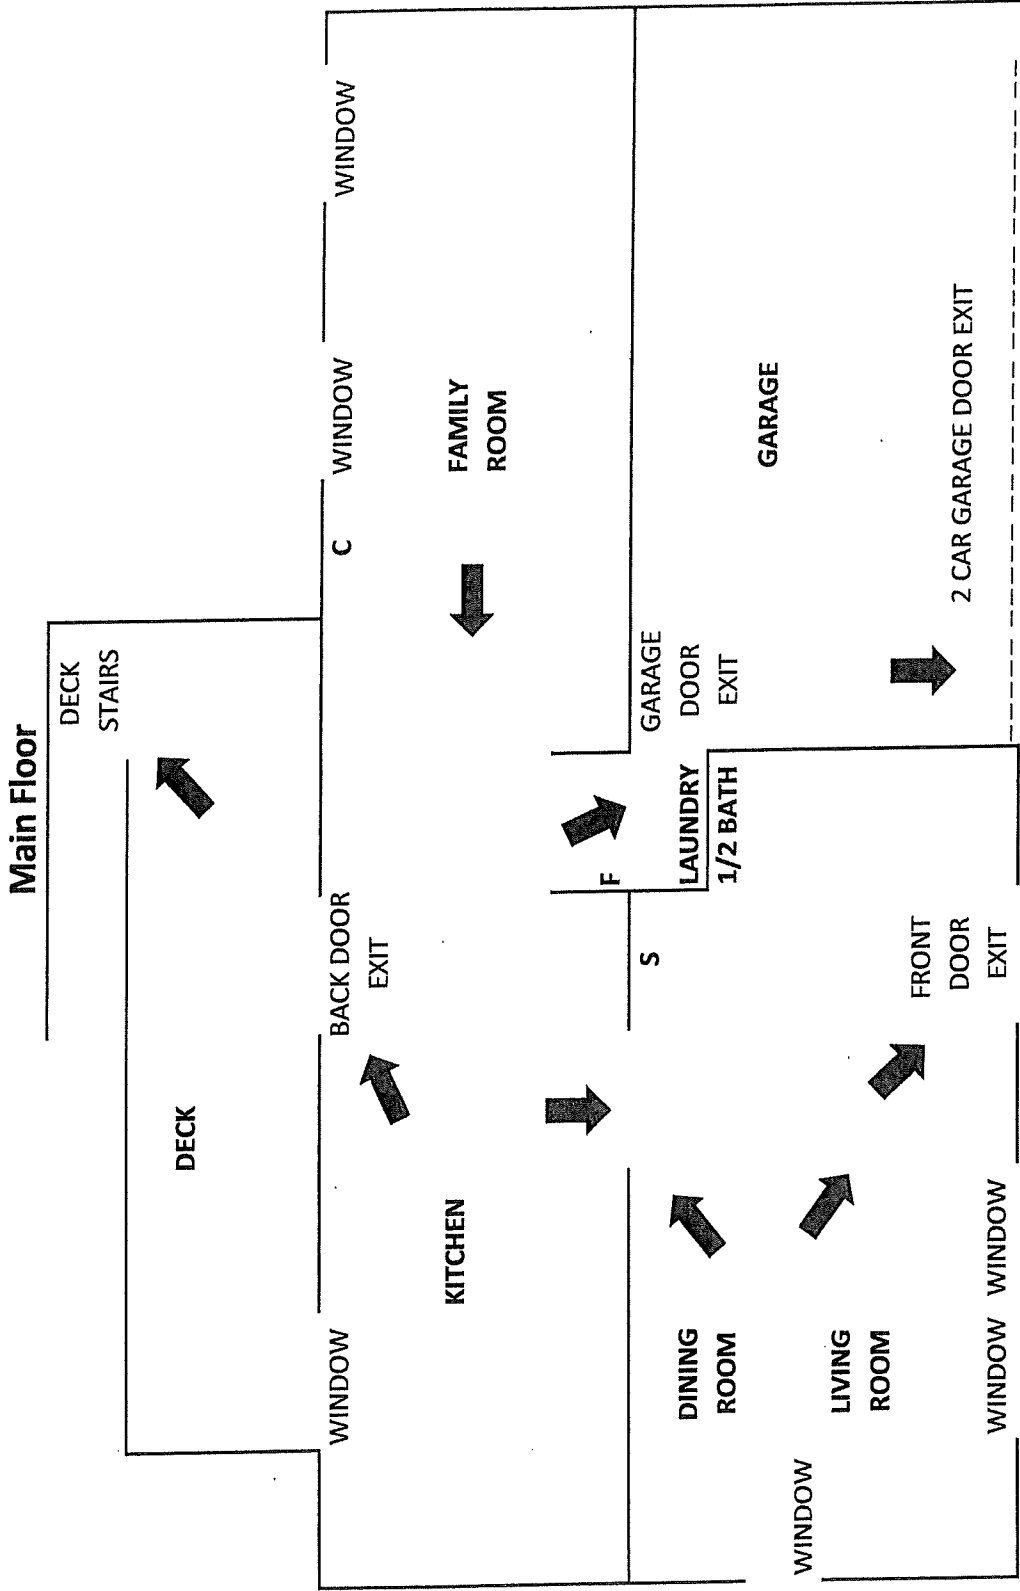 Main Floor
DECK
STAIRS
DECK
WINDOW
BACK DOOR
EXIT
C
WINDOW
WINDOW
KITCHEN
FAMILY
ROOM
F
S
LAUNDRY
1/2 BATH
GARAGE
DOOR
EXIT
DINING
ROOM
GARAGE
LIVING
ROOM
WINDOW
WINDOW
WINDOW
FRONT
DOOR
EXIT
2 CAR GARAGE DOOR EXIT